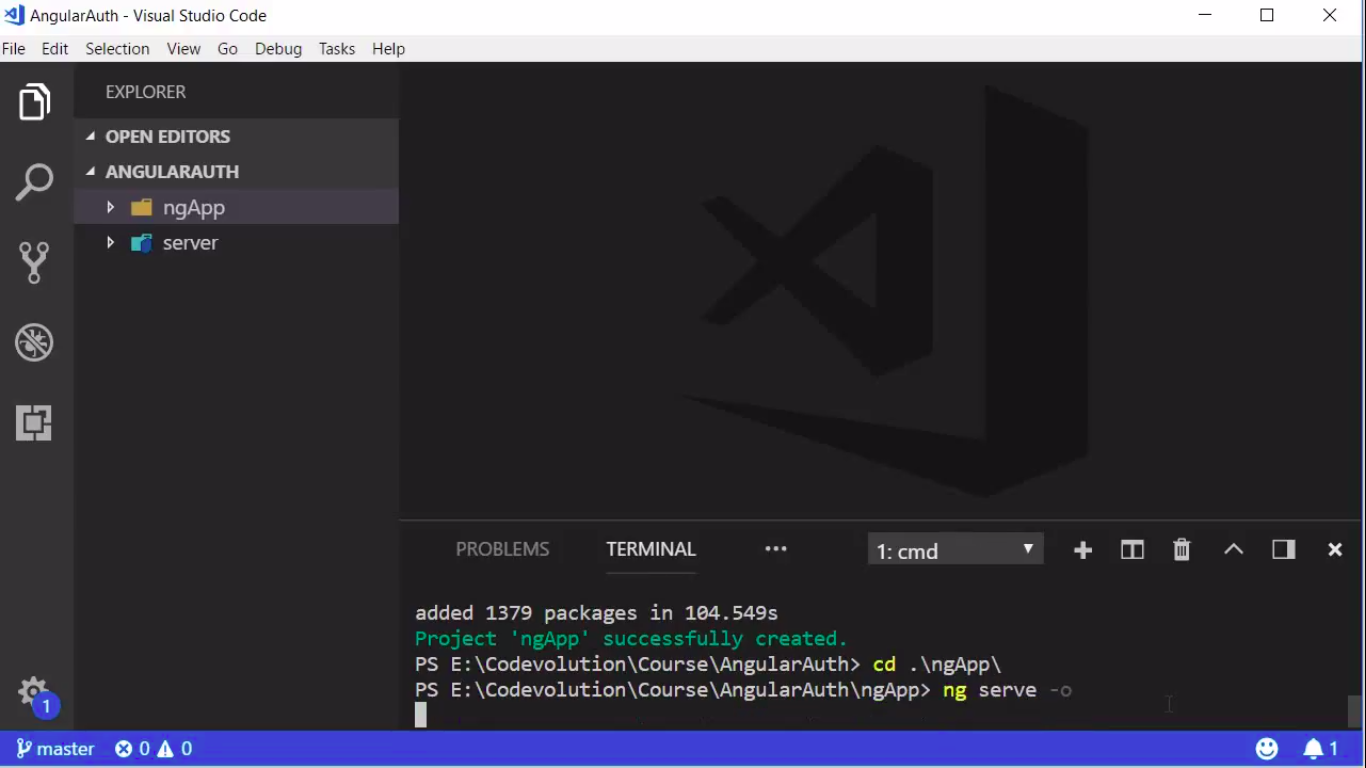 AngularAuth - Visual Studio Code
File Edit Selection View Go Debug Tasks Help
EXPLORER
OPEN EDITORS
ANGULARAUTH
ngApp
server
PROBLEMS TERMINAL ••• 1: cmd
added 1379 packages in 104.549s
Project 'ngApp' successfully created.
PS E:\Codevolution\Course\AngularAuth> cd .\ngApp\
PS E:\Codevolution\Course\AngularAuth\ngApp> ng serve -o
1
master 0 0 1